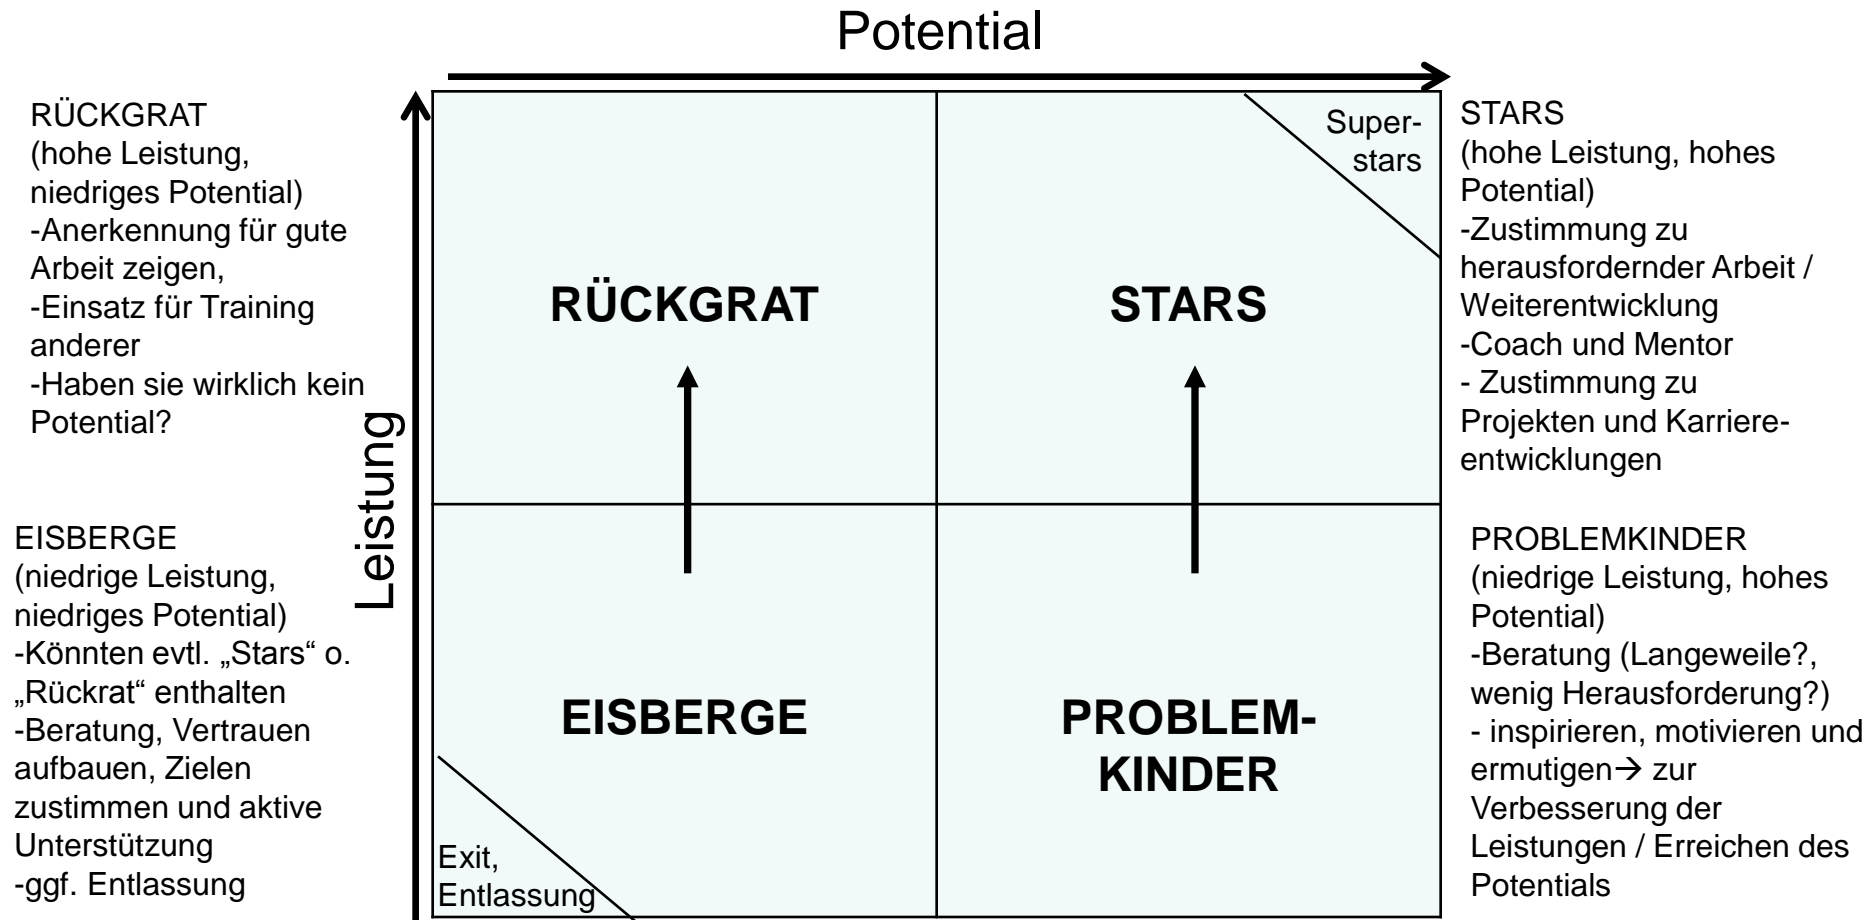 Potential
RÜCKGRAT
(hohe Leistung,
niedriges Potential)
-Anerkennung für gute
Arbeit zeigen,
-Einsatz für Training
anderer
-Haben sie wirklich kein
Potential?
EISBERGE
(niedrige Leistung,
niedriges Potential)
-Könnten evtl. „Stars“ o.
„Rückrat“ enthalten
-Beratung, Vertrauen
aufbauen, Zielen
zustimmen und aktive
Unterstützung
-ggf. Entlassung
Leistung
RÜCKGRAT
STARS
Super-
stars
EISBERGE
PROBLEM-
KINDER
Exit,
Entlassung
STARS
(hohe Leistung, hohes
Potential)
-Zustimmung zu
herausfordernder Arbeit /
Weiterentwicklung
-Coach und Mentor
- Zustimmung zu
Projekten und Karriere-
entwicklungen
PROBLEMKINDER
(niedrige Leistung, hohes
Potential)
-Beratung (Langeweile?,
wenig Herausforderung?)
- inspirieren, motivieren und
ermutigen→ zur
Verbesserung der
Leistungen / Erreichen des
Potentials